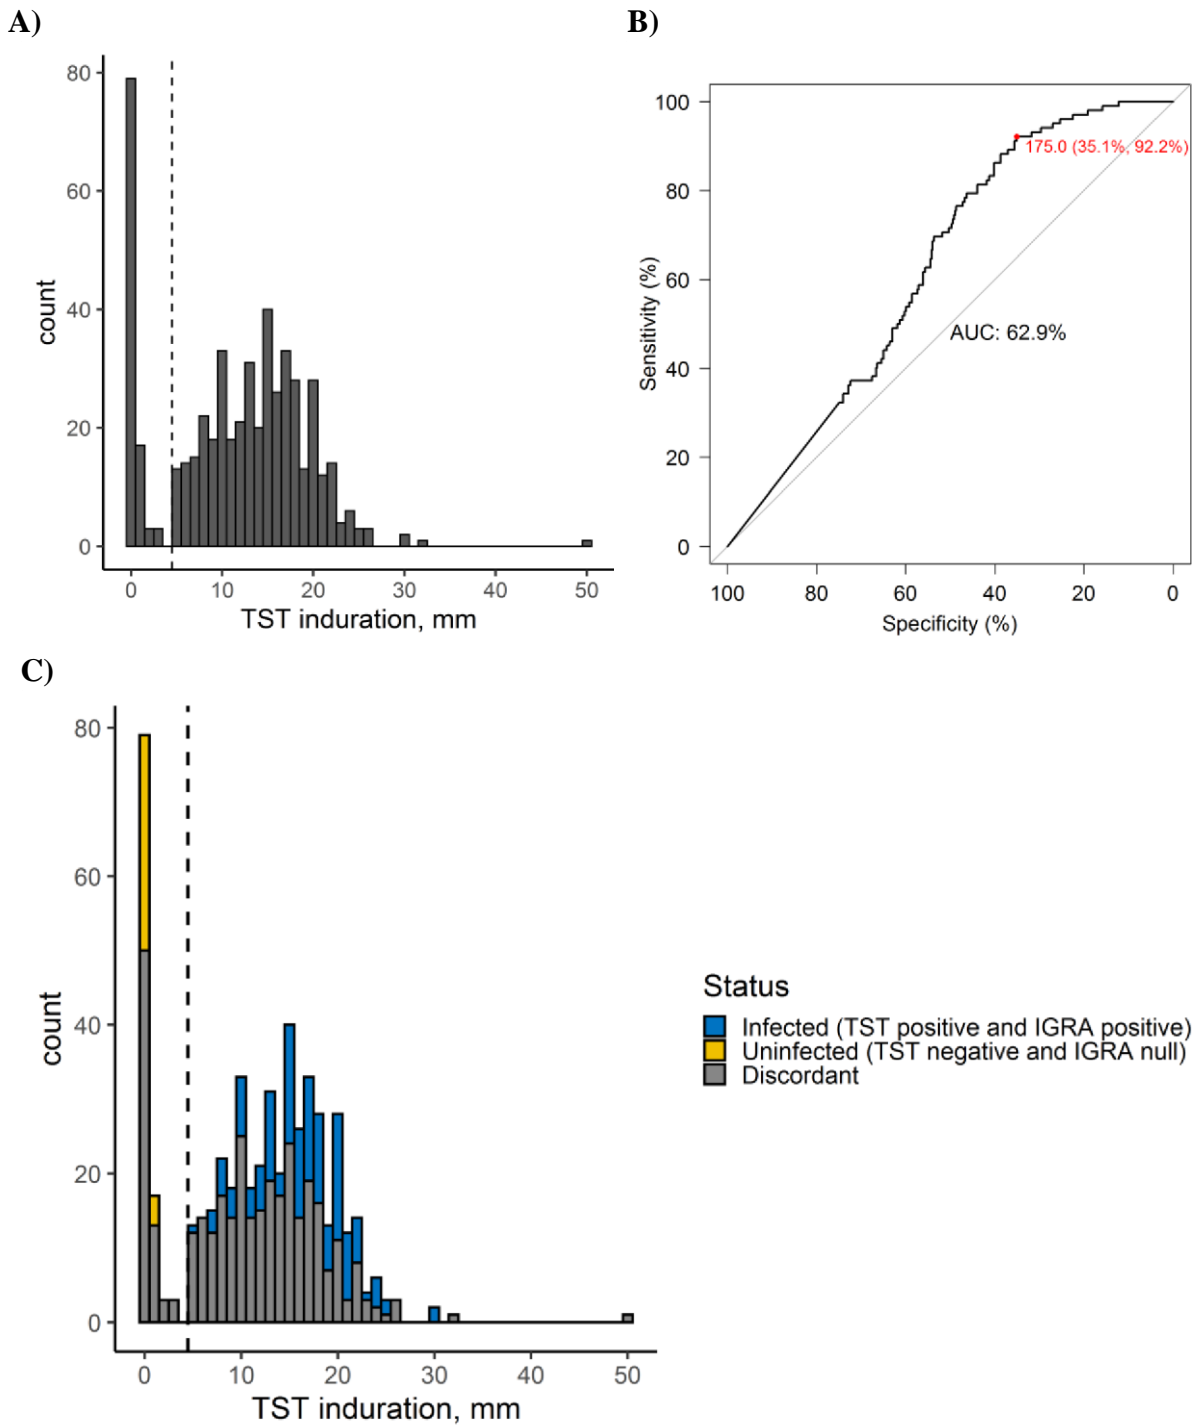 A)
80
60
40
20
0
count
0 10 20 30 40 50
TST induration, mm
B)
100
80
60
40
20
0
Sensitivity (%)
175.0 (35.1%, 92.2%)
AUC: 62.9%
100 80 60 40 20 0
Specificity (%)
C)
80
60
40
20
0
count
0 10 20 30 40 50
TST induration, mm
Status
Infected (TST positive and IGRA positive)
Uninfected (TST negative and IGRA null)
Discordant